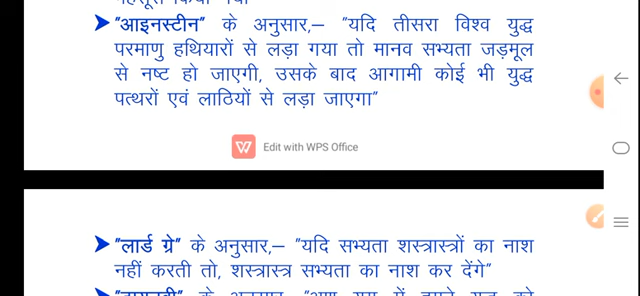 ➤ "आइनस्टीन" के अनुसार,– "यदि तीसरा विश्व युद्ध
परमाणु हथियारों से लड़ा गया तो मानव सभ्यता जड़मूल
से नष्ट हो जाएगी, उसके बाद आगामी कोई भी युद्ध
पत्थरों एवं लाठियों से लड़ा जाएगा"
W Edit with WPS Office
➤ "लार्ड ग्रे" के अनुसार,– "यदि सभ्यता शस्त्रास्त्रों का नाश
नहीं करती तो, शस्त्रास्त्र सभ्यता का नाश कर देंगे"